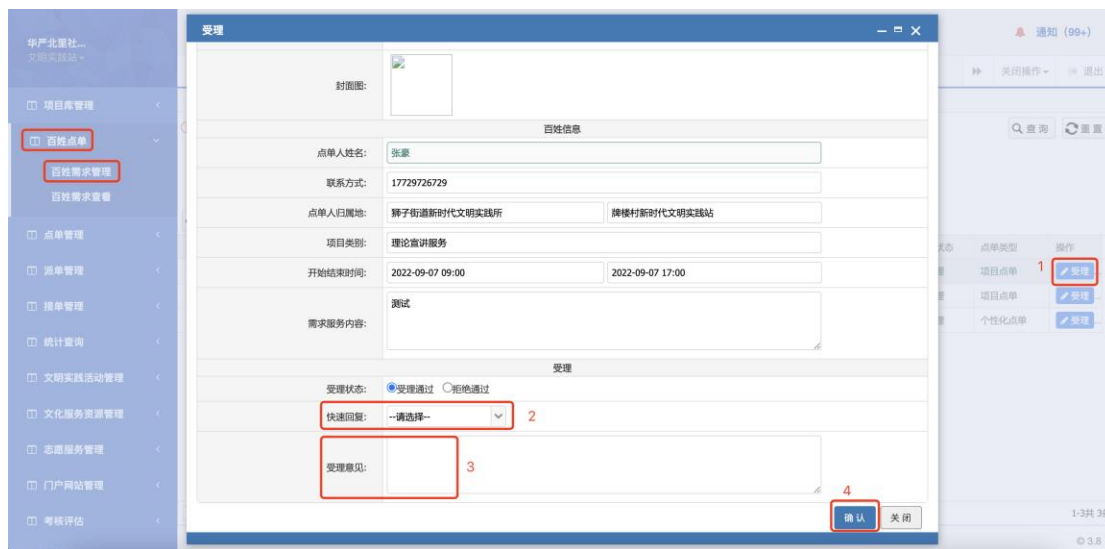 华严北里社...
文明实践站
项目库管理
百姓点单
百姓需求管理
百姓需求查看
点单管理
派单管理
接单管理
统计查询
文明实践活动管理
文化服务资源管理
志愿服务管理
门户网站管理
考核评估
受理
封面图:
百姓信息
点单人姓名: 张豪
联系方式: 17729726729
点单人归属地: 狮子街道新时代文明实践所 牌楼村新时代文明实践站
项目类别: 理论宣讲服务
开始结束时间: 2022-09-07 09:00 2022-09-07 17:00
需求服务内容: 测试
受理
受理状态: 受理通过 拒绝通过
快速回复: --请选择-- 2
受理意见: 3
4
确认 关闭
通知 (99+)
关闭操作 退出
查询 重置
状态 点单类型 操作
项目点单 1 受理
项目点单 受理
个性化点单 受理
1-3共
© 3.8